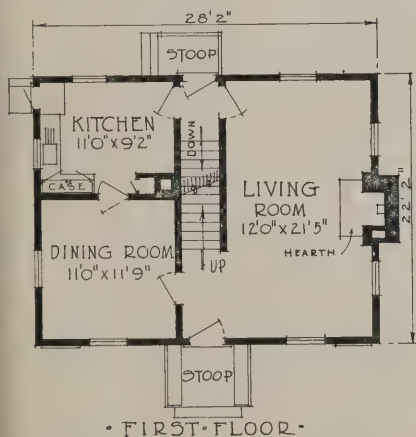 28'2"
STOOP
KITCHEN
11'0"x9'2"
DOWN
CASE
LIVING
ROOM
12'0"x21'5"
22'2"
HEARTH
DINING ROOM
11'0"x11'9"
UP
STOOP
·FIRST·FLOOR·